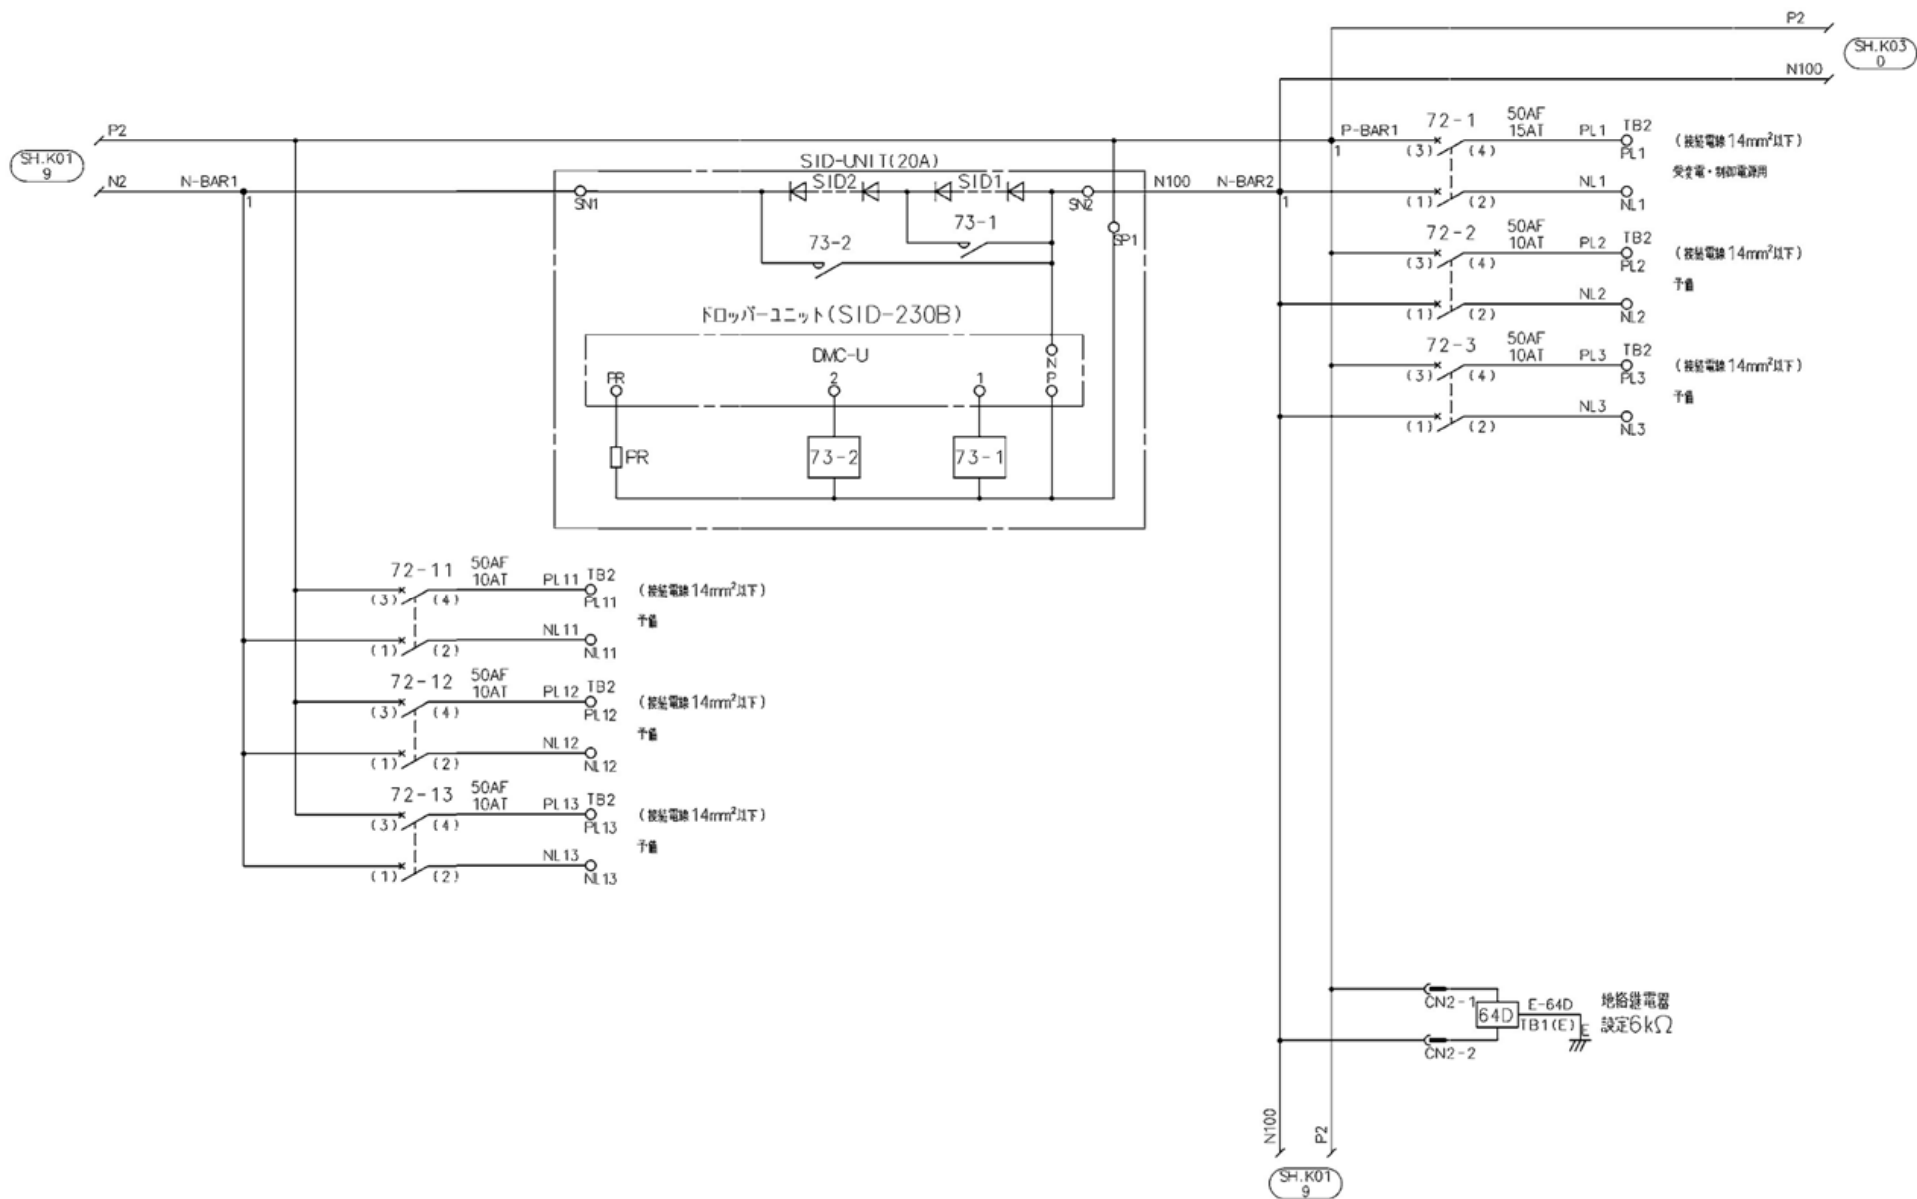 P2
SH.K03
0
N100
P2
SH.K01
9
N2
N-BAR1
1
SID-UNIT(20A)
SN1
SID2
SID1
SN2
N100
N-BAR2
1
73-1
73-2
SP1
ドロッパーユニット(SID-230B)
DMC-U
PR
2
1
N
P
PR
73-2
73-1
P-BAR1
1
72-1
50AF
15AT
PL1
TB2
(接続電線14mm²以下)
(3)
(4)
PL1
受変電・制御電源用
NL1
(1)
(2)
NL1
72-2
50AF
10AT
PL2
TB2
(接続電線14mm²以下)
(3)
(4)
PL2
予備
NL2
(1)
(2)
NL2
72-3
50AF
10AT
PL3
TB2
(接続電線14mm²以下)
(3)
(4)
PL3
予備
NL3
(1)
(2)
NL3
72-11
50AF
10AT
PL11
TB2
(接続電線14mm²以下)
(3)
(4)
PL11
予備
NL11
(1)
(2)
NL11
72-12
50AF
10AT
PL12
TB2
(接続電線14mm²以下)
(3)
(4)
PL12
予備
NL12
(1)
(2)
NL12
72-13
50AF
10AT
PL13
TB2
(接続電線14mm²以下)
(3)
(4)
PL13
予備
NL13
(1)
(2)
NL13
CN2-1
64D
E-64D
TB1(E)
E
地絡継電器
設定6kΩ
CN2-2
N100
P2
SH.K01
9